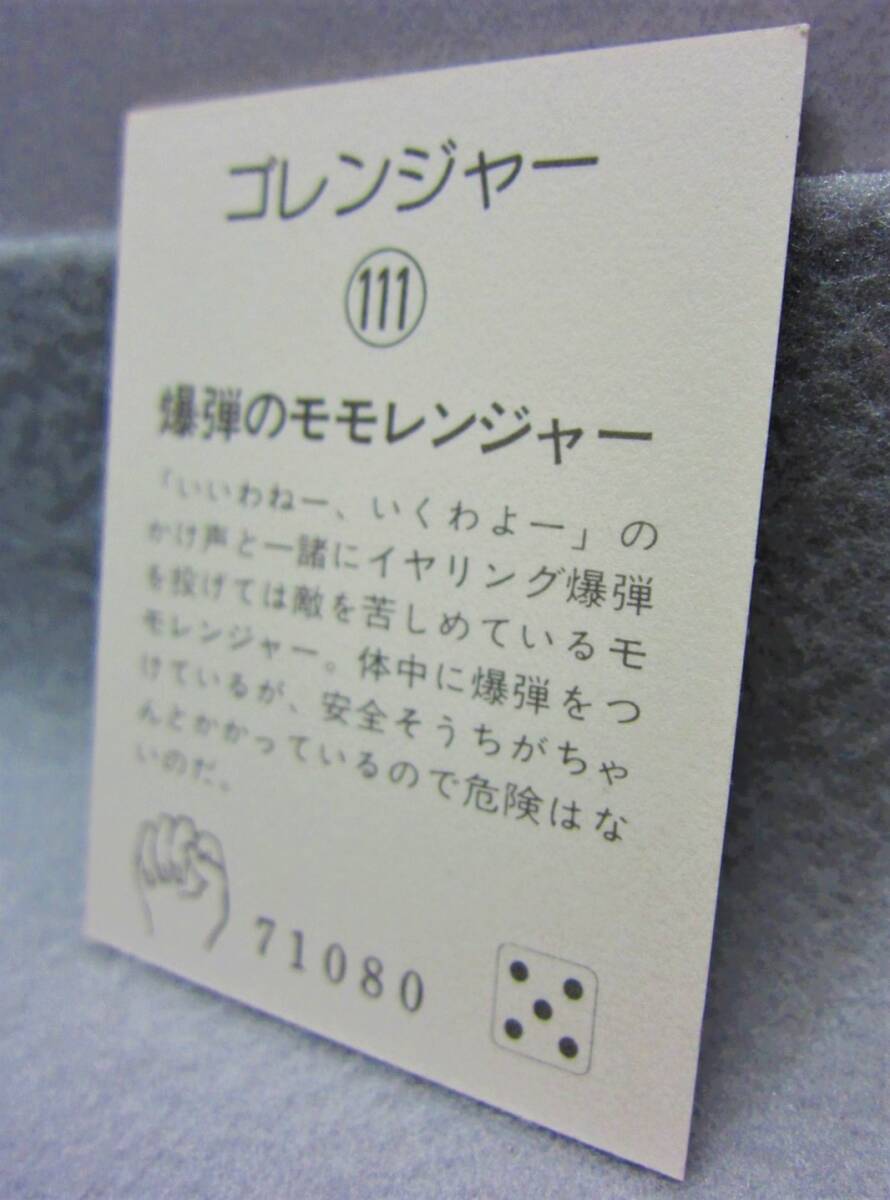 ゴレンジャー
111
爆弾のモモレンジャー
「いいわねー、いくわよー」の
かけ声と一諸にイヤリング爆弾
を投げては敵を苦しめているモ
モレンジャー。体中に爆弾をつ
けているが、安全そうちがちゃ
んとかかっているので危険はな
いのだ。
71080